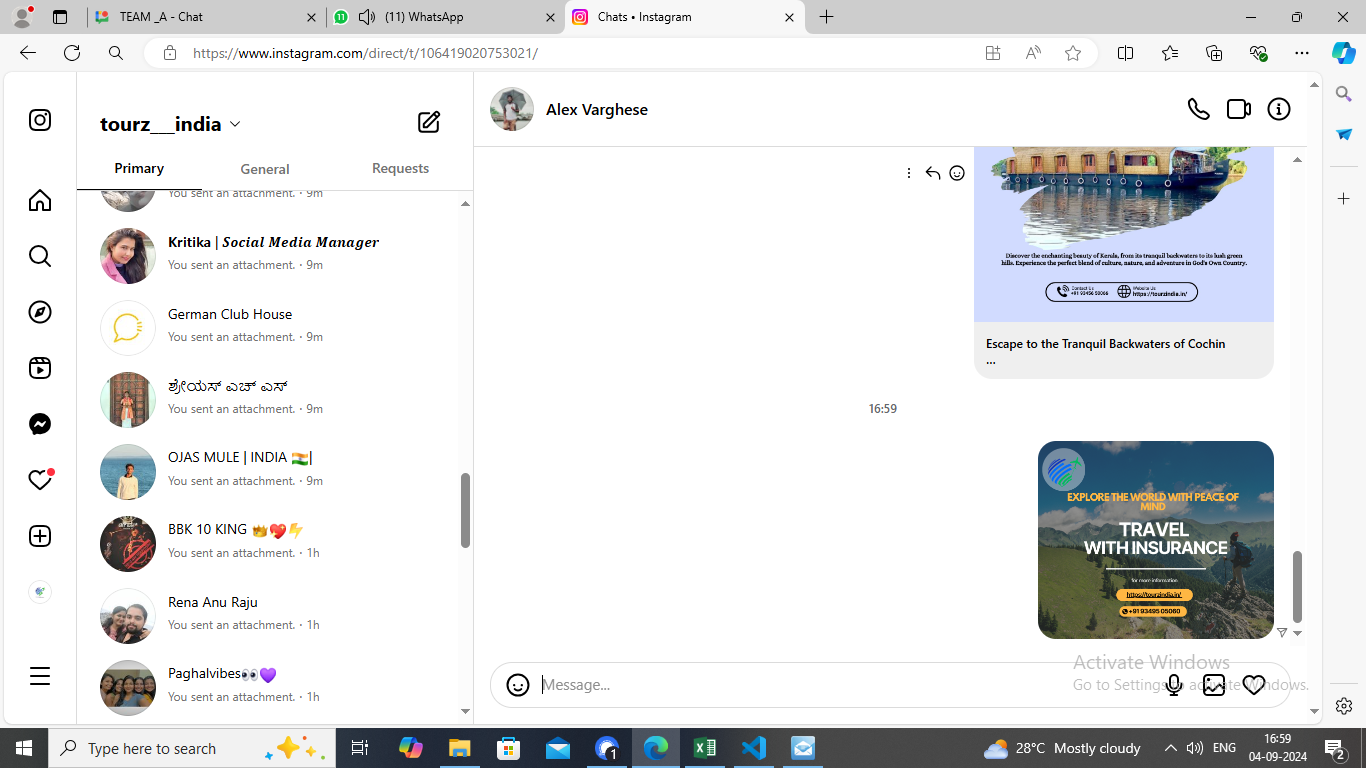 TEAM _A - Chat
(11) WhatsApp
Chats • Instagram
https://www.instagram.com/direct/t/106419020753021/
tourz___india
Primary
General
Requests
You sent an attachment. · 9m
Kritika | Social Media Manager
You sent an attachment. · 9m
German Club House
You sent an attachment. · 9m
ಶ್ರೇಯಸ್ ಎಚ್ ಎಸ್
You sent an attachment. · 9m
OJAS MULE | INDIA 🇮🇳|
You sent an attachment. · 9m
BBK 10 KING 👑💖⚡
You sent an attachment. · 1h
Rena Anu Raju
You sent an attachment. · 1h
Paghalvibes👀💜
You sent an attachment. · 1h
Alex Varghese
Discover the enchanting beauty of Kerala, from its tranquil backwaters to its lush green
hills. Experience the perfect blend of culture, nature, and adventure in God's Own Country.
Contact Us
Website Us
https://tourzindia.in/
Escape to the Tranquil Backwaters of Cochin
...
16:59
EXPLORE THE WORLD WITH PEACE OF
MIND
TRAVEL
WITH INSURANCE
for more information
https://tourzindia.in/
+91 93495 05060
Message...
Activate Windows
Go to Settings to activate Windows.
Type here to search
28°C Mostly cloudy
ENG
16:59
04-09-2024
2